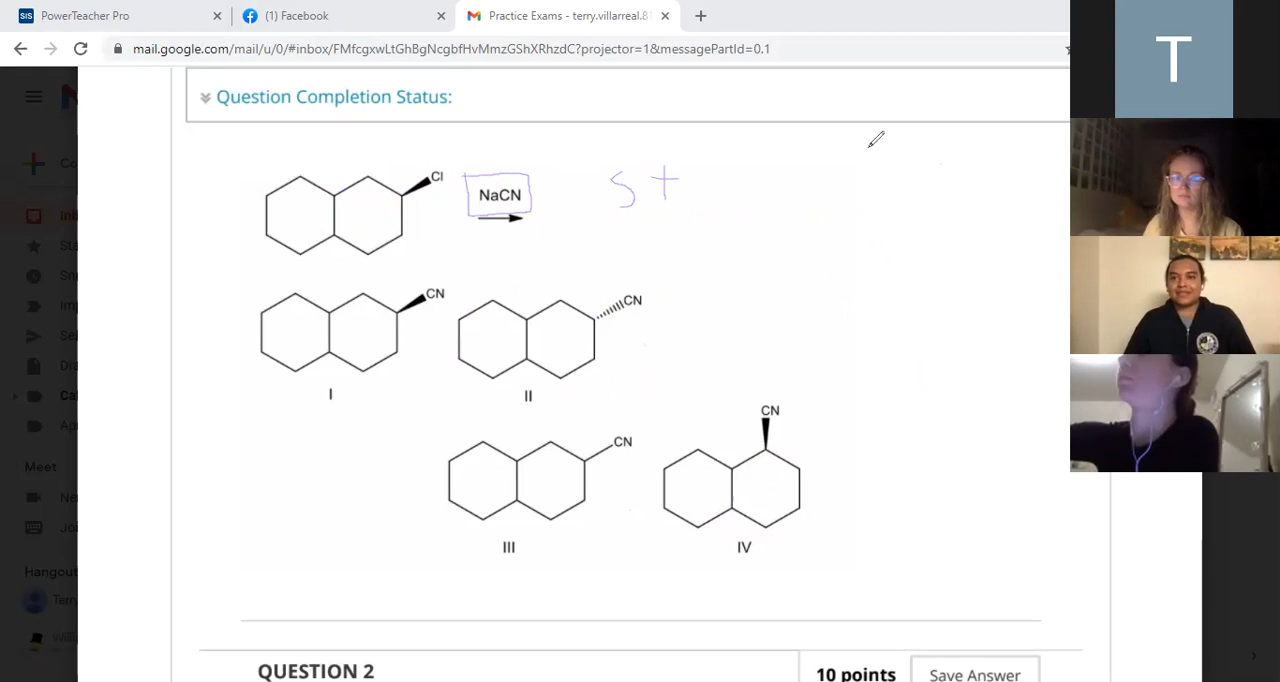 SIS PowerTeacher Pro
(1) Facebook
Practice Exams - terry.villarreal.8
mail.google.com/mail/u/0/#inbox/FMfcgxwLtGhBgNcgbfHvMmzGShXRhzdC?projector=1&messagePartId=0.1
Question Completion Status:
Cl
NaCN
S t
CN
CN
I
II
CN
CN
III
IV
Meet
Hangout
QUESTION 2
10 points
Save Answer
T